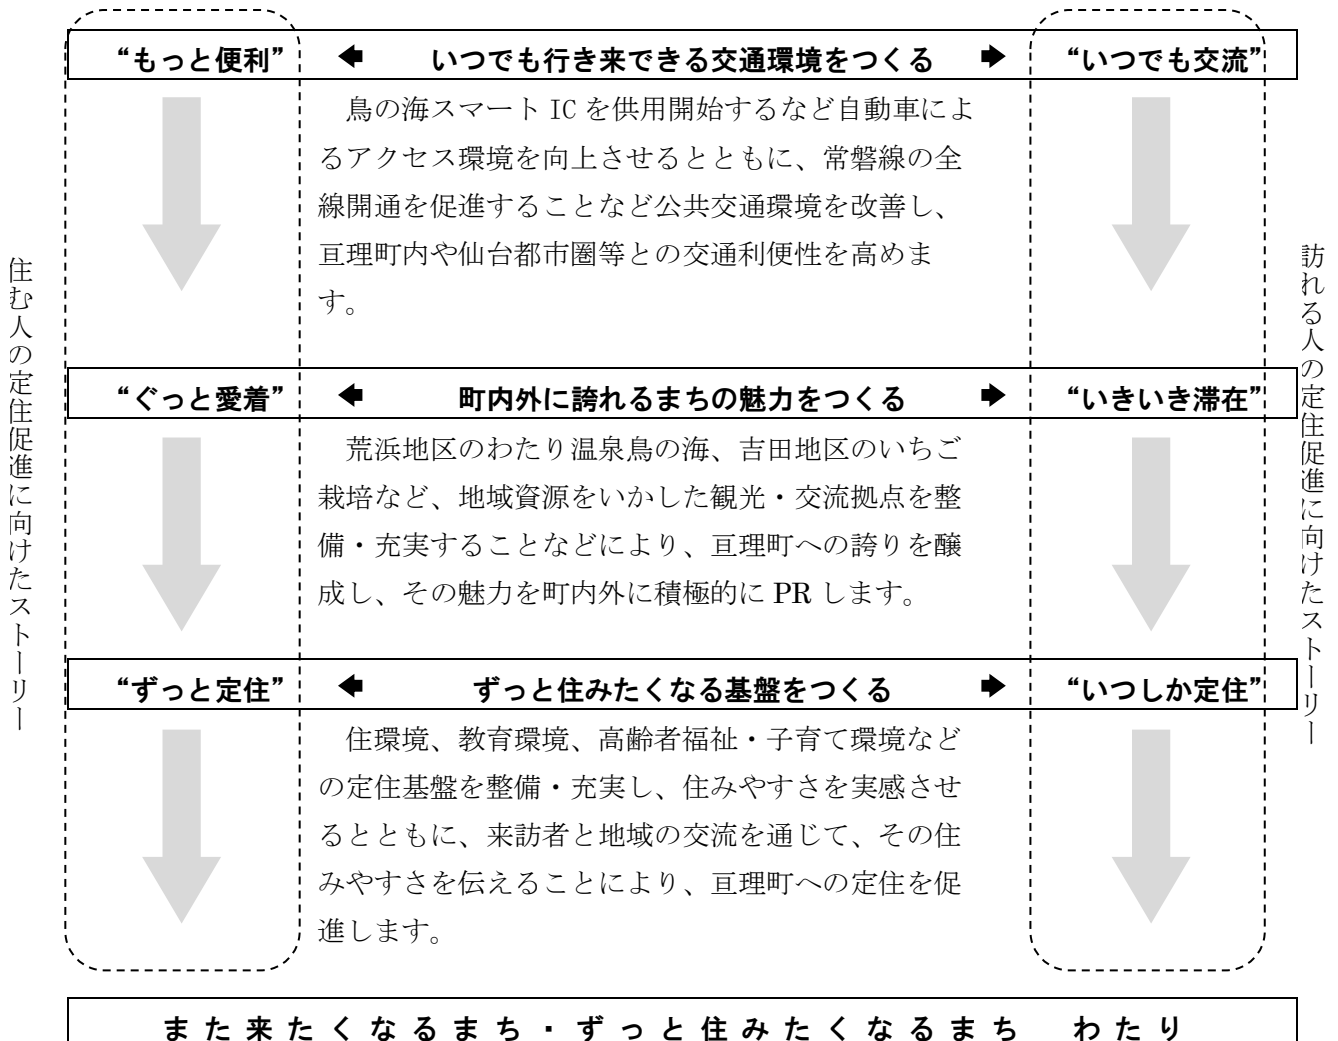 “もっと便利” 🡸 いつでも行き来できる交通環境をつくる 🡺 “いつでも交流”
鳥の海スマート IC を供用開始するなど自動車によ
るアクセス環境を向上させるとともに、常磐線の全
線開通を促進することなど公共交通環境を改善し、
亘理町内や仙台都市圏等との交通利便性を高めま
す。
“ぐっと愛着” 🡸 町内外に誇れるまちの魅力をつくる 🡺 “いきいき滞在”
荒浜地区のわたり温泉鳥の海、吉田地区のいちご
栽培など、地域資源をいかした観光・交流拠点を整
備・充実することなどにより、亘理町への誇りを醸
成し、その魅力を町内外に積極的に PR します。
“ずっと定住” 🡸 ずっと住みたくなる基盤をつくる 🡺 “いつしか定住”
住環境、教育環境、高齢者福祉・子育て環境など
の定住基盤を整備・充実し、住みやすさを実感させ
るとともに、来訪者と地域の交流を通じて、その住
みやすさを伝えることにより、亘理町への定住を促
進します。
住む人の定住促進に向けたストーリー
訪れる人の定住促進に向けたストーリー
また来たくなるまち・ずっと住みたくなるまち わたり